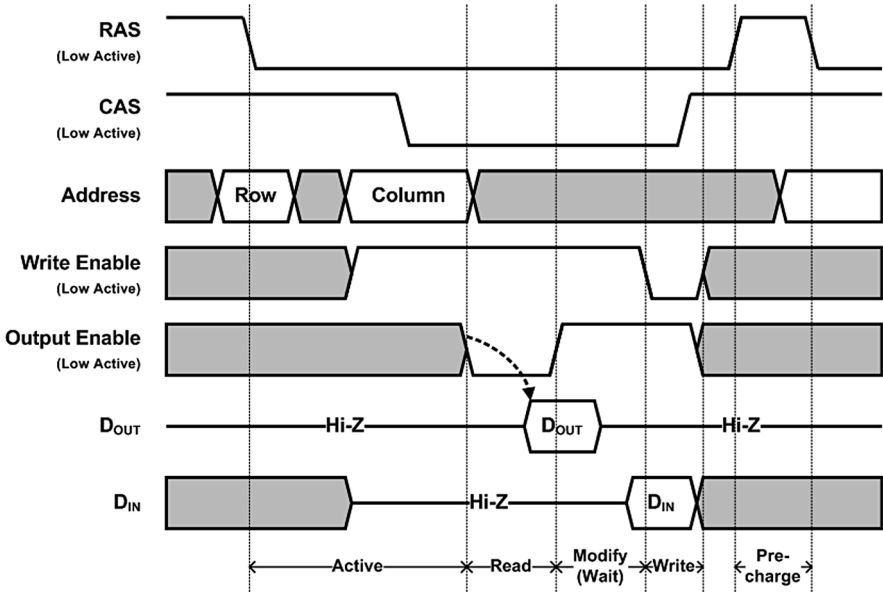 RAS
(Low Active)
CAS
(Low Active)
Address
Row
Column
Write Enable
(Low Active)
Output Enable
(Low Active)
DOUT
Hi-Z
DOUT
Hi-Z
DIN
Hi-Z
DIN
Active
Read
Modify
(Wait)
Write
Pre-
charge